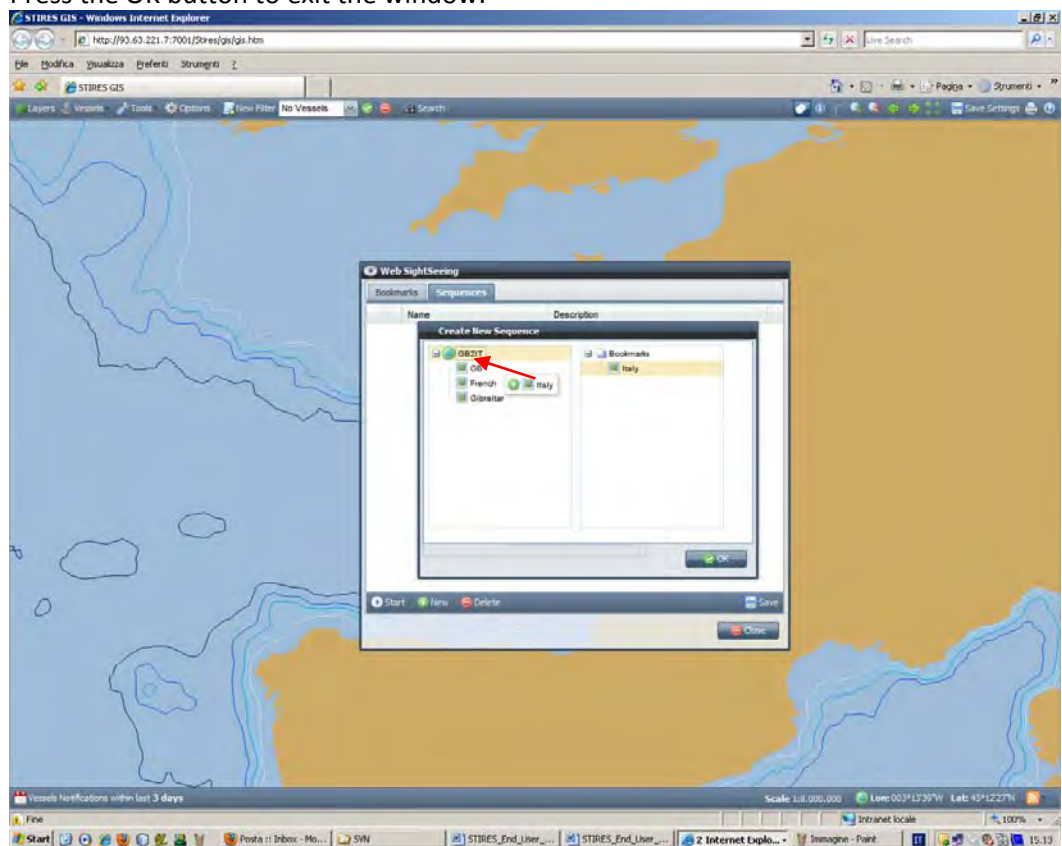 Press the OK button to exit the window.
STIRES GIS - Windows Internet Explorer
http://93.63.221.7:7001/Stires/gis/gis.htm
Live Search
File Modifica Visualizza Preferiti Strumenti ?
STIRES GIS
Pagina Strumenti
Layers Vessels Tools Options New Filter No Vessels Search Save Settings
Web SightSeeing
Bookmarks Sequences
Name Description
Create New Sequence
GB2IT Bookmarks
GB Italy
French Italy
Gibraltar
OK
Start New Delete Save
Close
Vessels Notifications within last 3 days Scale 1:8.000.000 Lon: 003°13'39"W Lat: 43°12'27"N
Fine Intranet locale 100%
Start Posta :: Inbox - Mo... SVN STIRES_End_User_... STIRES_End_User_... 2 Internet Explo... Immagine - Paint IT 15.13